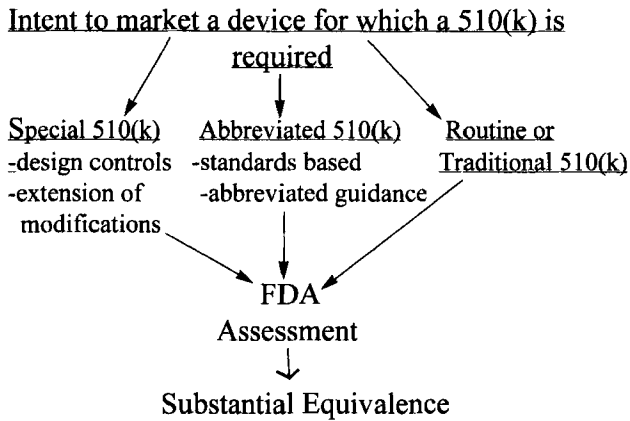 Intent to market a device for which a 510(k) is
required
Special 510(k)
-design controls
-extension of
modifications
Abbreviated 510(k)
-standards based
-abbreviated guidance
Routine or
Traditional 510(k)
FDA
Assessment
Substantial Equivalence